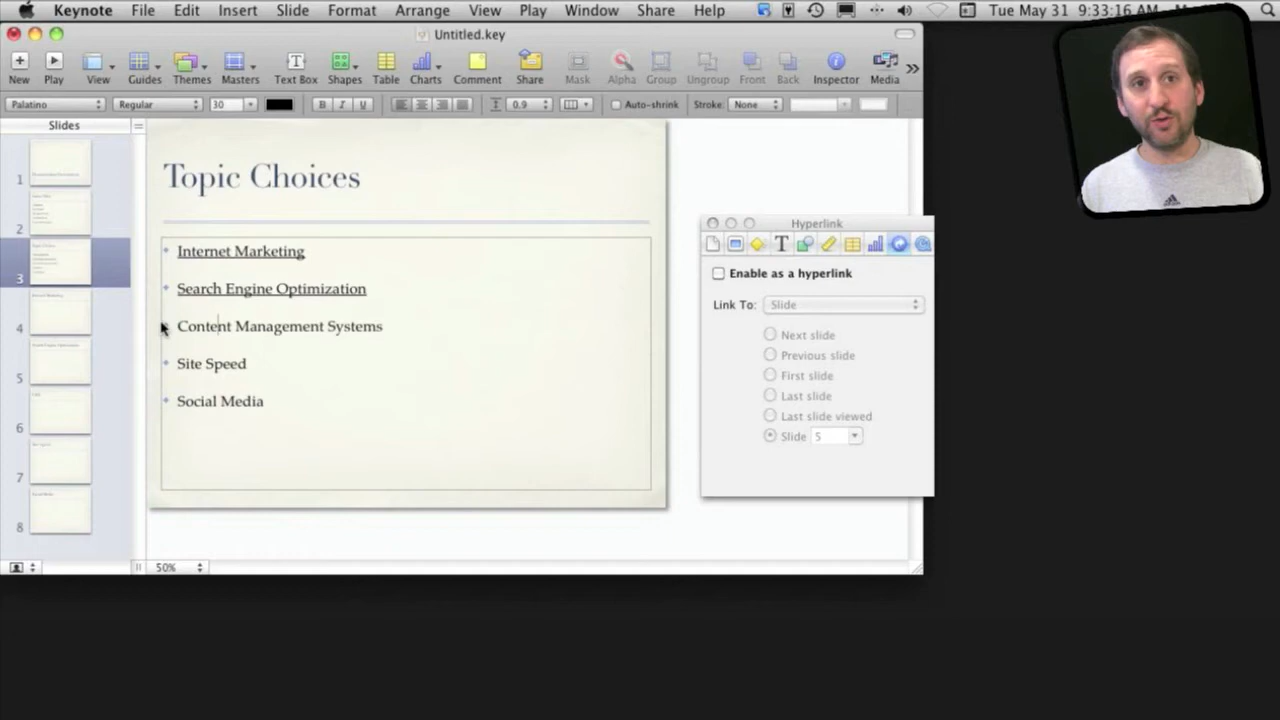 Keynote File Edit Insert Slide Format Arrange View Play Window Share Help Tue May 31 9:33:16 AM
Untitled.key
New Play View Guides Themes Masters Text Box Shapes Table Charts Comment Share Mask Alpha Group Ungroup Front Back Inspector Media
Palatino Regular 30 B I U 0.9 Auto-shrink Stroke: None
Slides
1
2
3
4
5
6
7
8
Topic Choices
Internet Marketing
Search Engine Optimization
Content Management Systems
Site Speed
Social Media
Hyperlink
Enable as a hyperlink
Link To: Slide
Next slide
Previous slide
First slide
Last slide
Last slide viewed
Slide 5
50%